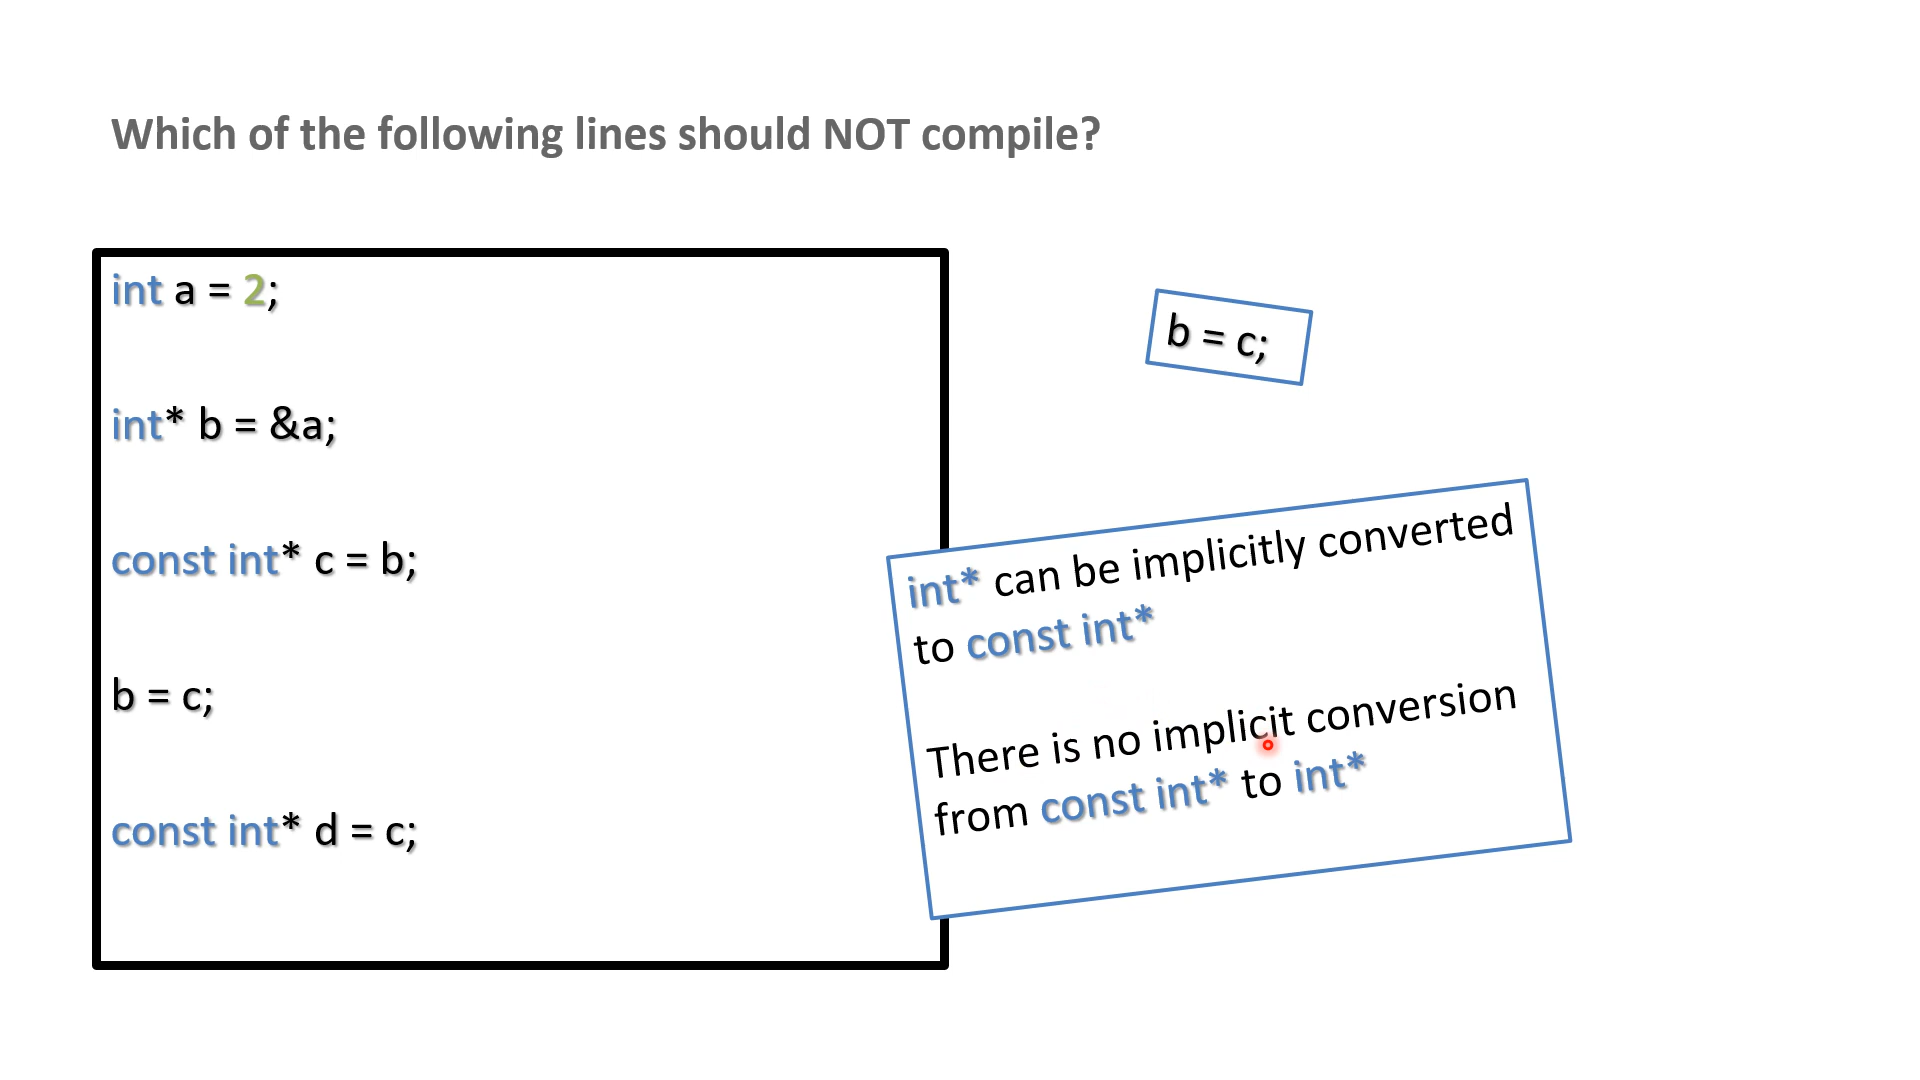 Which of the following lines should NOT compile?
int a = 2;
int* b = &a;
const int* c = b;
b = c;
const int* d = c;
b = c;
int* can be implicitly converted
to const int*
There is no implicit conversion
from const int* to int*